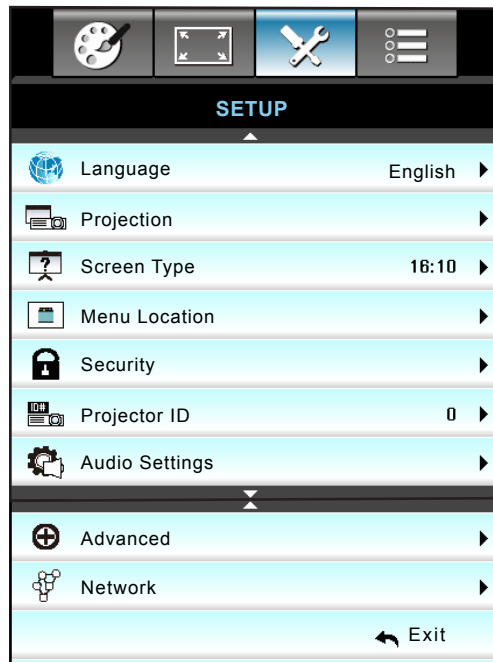 SETUP
Language English
Projection
? Screen Type 16:10
Menu Location
Security
ID# Projector ID 0
Audio Settings
Advanced
Network
Exit